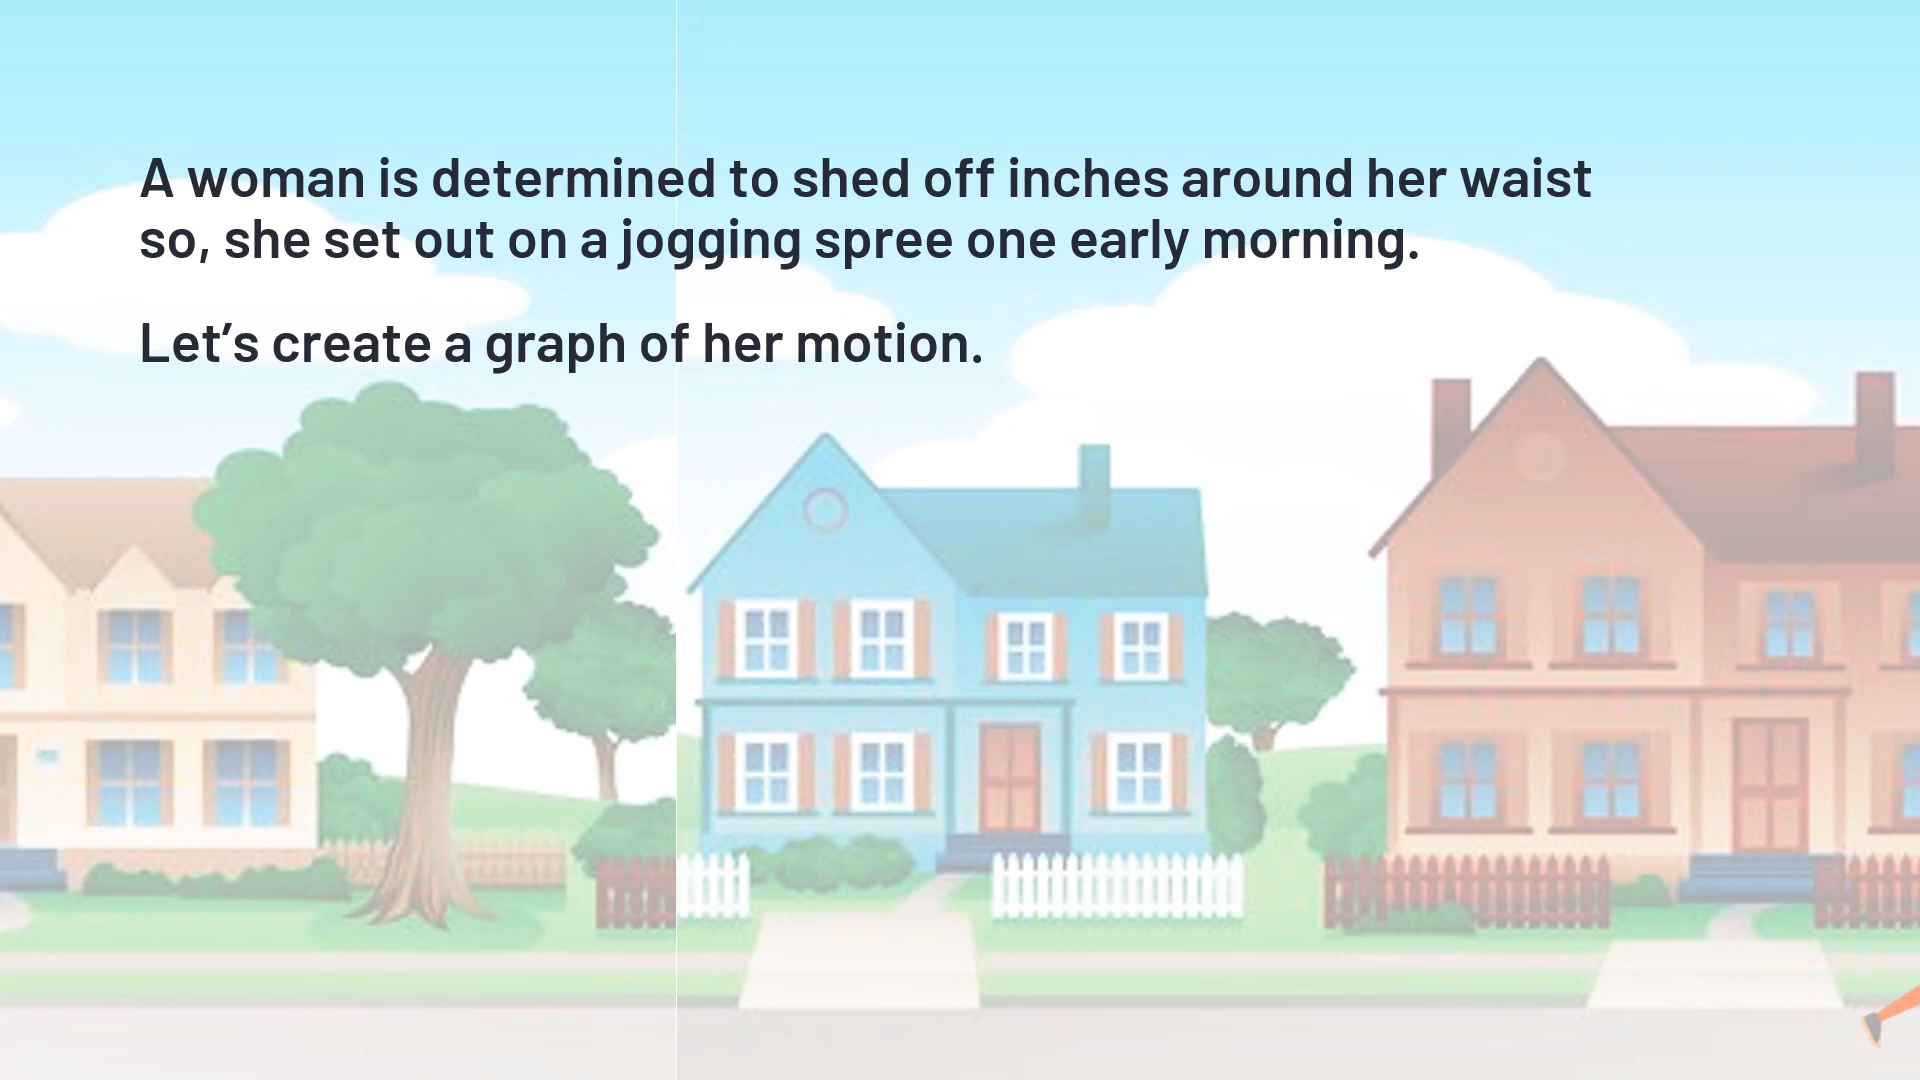 A woman is determined to shed off inches around her waist
so, she set out on a jogging spree one early morning.
Let’s create a graph of her motion.